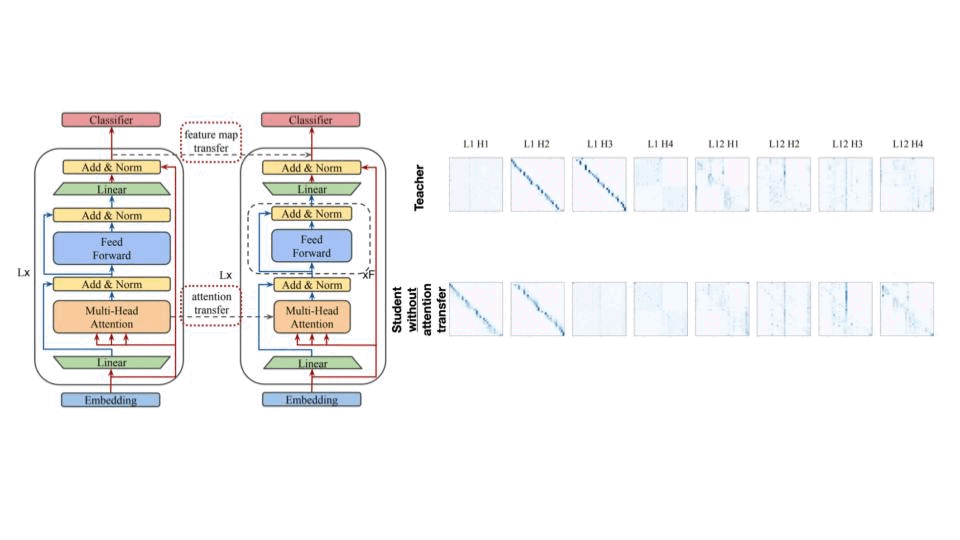 Classifier
Add & Norm
Linear
Add & Norm
Feed
Forward
Lx
Add & Norm
Multi-Head
Attention
Linear
Embedding
feature map
transfer
attention
transfer
Classifier
Add & Norm
Linear
Add & Norm
Feed
Forward
xF
Lx
Add & Norm
Multi-Head
Attention
Linear
Embedding
L1 H1 L1 H2 L1 H3 L1 H4 L12 H1 L12 H2 L12 H3 L12 H4
Teacher
Student
without
attention
transfer